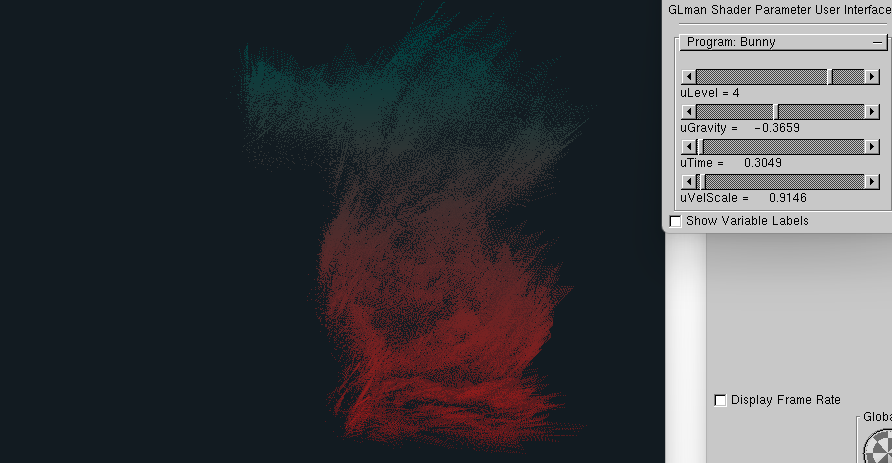 GLman Shader Parameter User Interface
Program: Bunny
uLevel = 4
uGravity = -0.3659
uTime = 0.3049
uVelScale = 0.9146
Show Variable Labels
Display Frame Rate
Globa